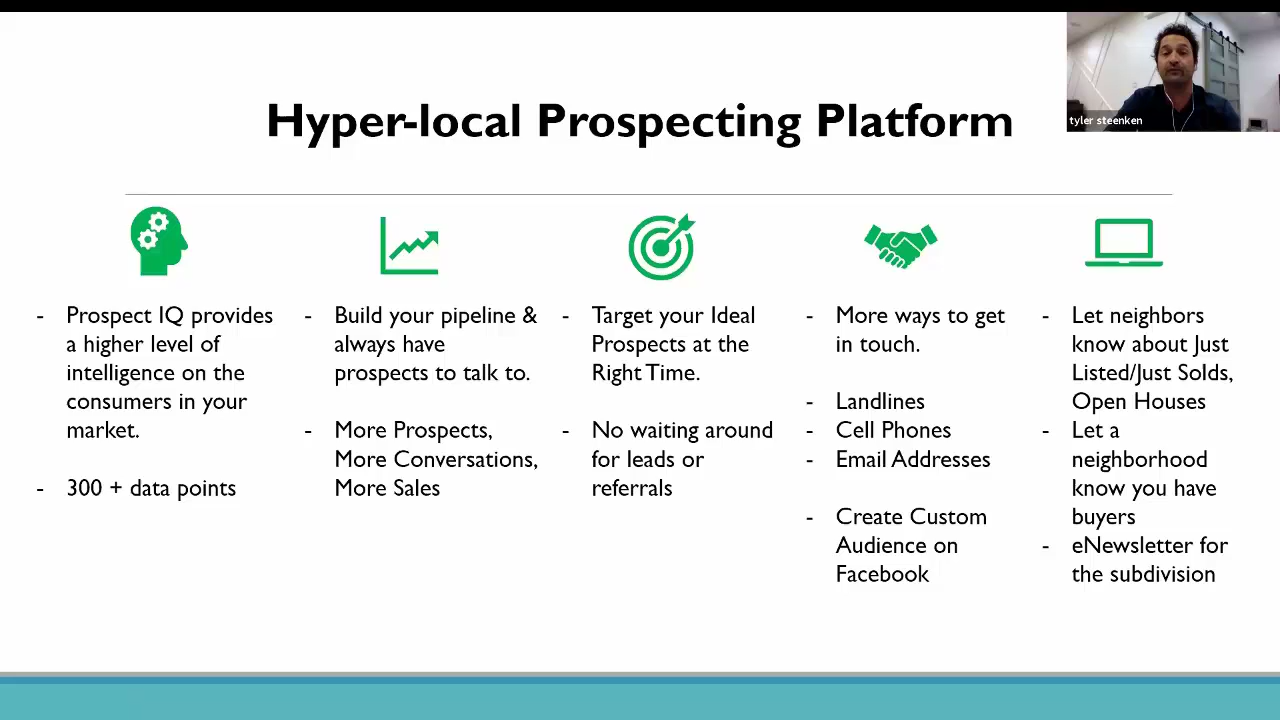 tyler steenken
Hyper-local Prospecting Platform
- Prospect IQ provides
a higher level of
intelligence on the
consumers in your
market.
- 300 + data points
- Build your pipeline &
always have
prospects to talk to.
- More Prospects,
More Conversations,
More Sales
- Target your Ideal
Prospects at the
Right Time.
- No waiting around
for leads or
referrals
- More ways to get
in touch.
- Landlines
- Cell Phones
- Email Addresses
- Create Custom
Audience on
Facebook
- Let neighbors
know about Just
Listed/Just Solds,
Open Houses
- Let a
neighborhood
know you have
buyers
- eNewsletter for
the subdivision